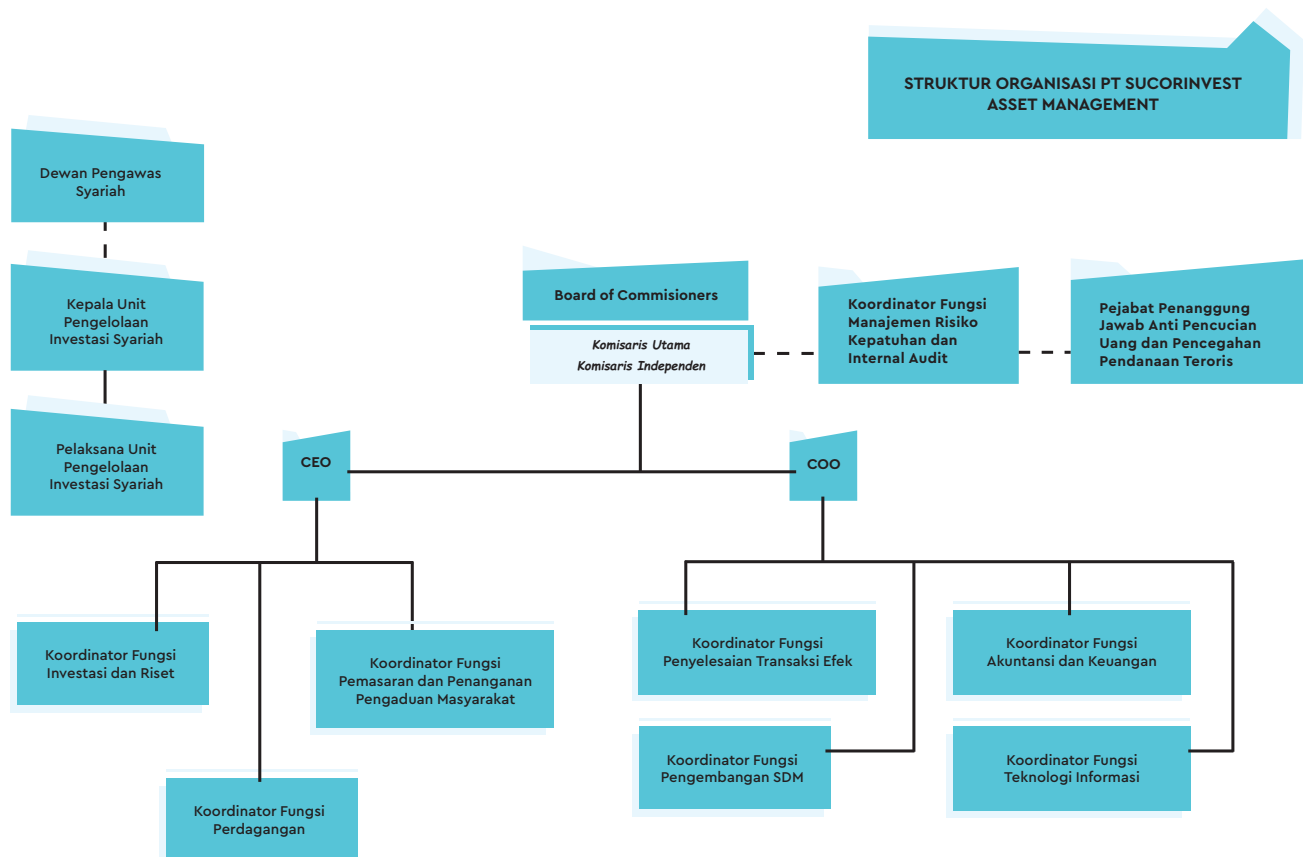 STRUKTUR ORGANISASI PT SUCORINVEST
ASSET MANAGEMENT
Dewan Pengawas
Syariah
Kepala Unit
Pengelolaan
Investasi Syariah
Pelaksana Unit
Pengelolaan
Investasi Syariah
Board of Commisioners
Komisaris Utama
Komisaris Independen
Koordinator Fungsi
Manajemen Risiko
Kepatuhan dan
Internal Audit
Pejabat Penanggung
Jawab Anti Pencucian
Uang dan Pencegahan
Pendanaan Teroris
CEO
COO
Koordinator Fungsi
Investasi dan Riset
Koordinator Fungsi
Pemasaran dan Penanganan
Pengaduan Masyarakat
Koordinator Fungsi
Perdagangan
Koordinator Fungsi
Penyelesaian Transaksi Efek
Koordinator Fungsi
Akuntansi dan Keuangan
Koordinator Fungsi
Pengembangan SDM
Koordinator Fungsi
Teknologi Informasi